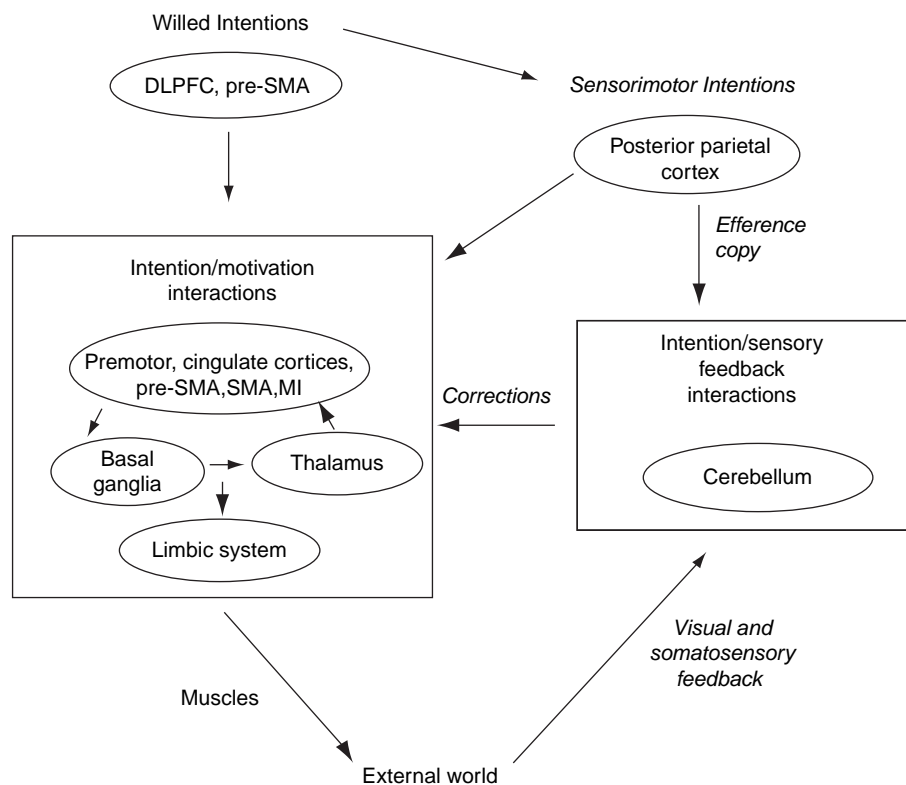 Willed Intentions
DLPFC, pre-SMA
Sensorimotor Intentions
Posterior parietal
cortex
Efference
copy
Intention/motivation
interactions
Premotor, cingulate cortices,
pre-SMA,SMA,MI
Basal
ganglia
Thalamus
Limbic system
Corrections
Intention/sensory
feedback
interactions
Cerebellum
Visual and
somatosensory
feedback
Muscles
External world